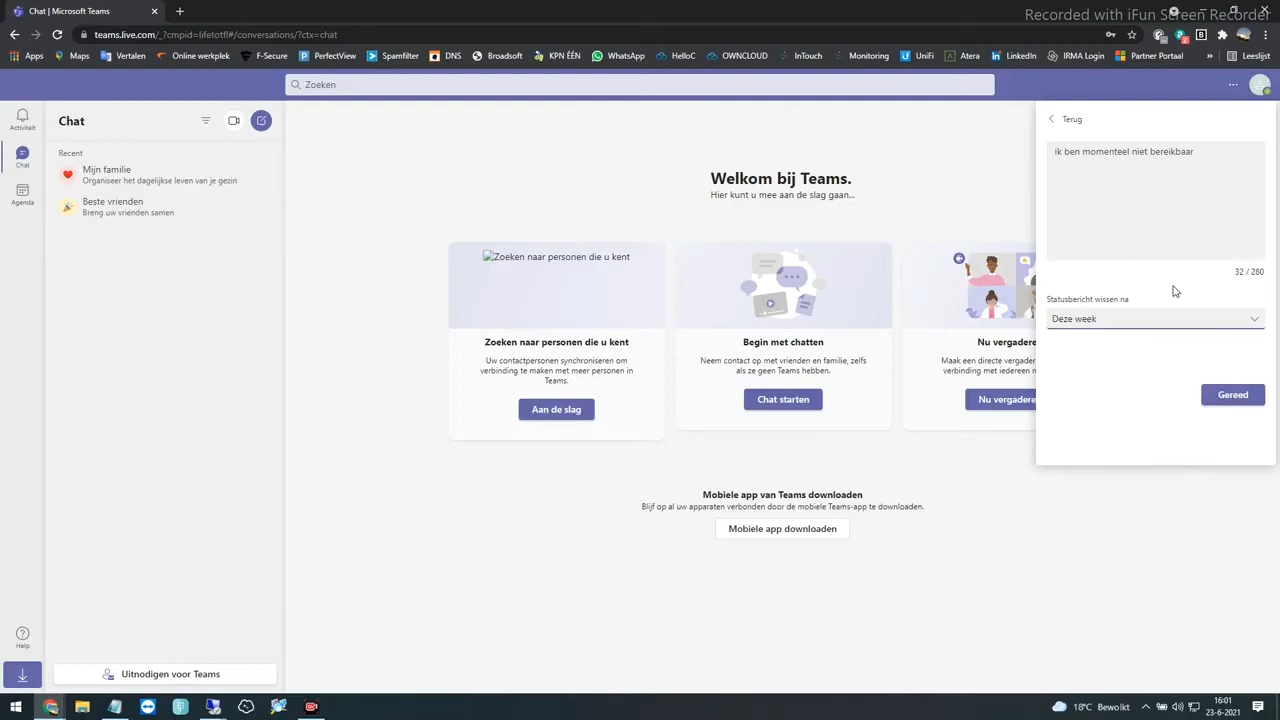 Chat | Microsoft Teams
Recorded with iFun Screen Recorder
teams.live.com/_?cmpid=lifetotfl#/conversations/?ctx=chat
Apps
Maps
Ticketing
Online werkplek
F-Secure
PerfectView
Spamfilter
DNS
Broadsoft
KPN ÉÉN
WhatsApp
HelloC
OWNCLOUD
InTouch
Monitoring
UniFi
Atera
LinkedIn
IRMA Login
Partner Portaal
»
Leeslijst
Zoeken
Activiteit
Chat
Agenda
Chat
Recent
Mijn familie
Organiseer het dagelijkse leven van je gezin
Beste vrienden
Breng uw vrienden samen
Welkom bij Teams.
Hier kunt u mee aan de slag gaan...
Zoeken naar personen die u kent
Zoeken naar personen die u kent
Uw contactpersonen synchroniseren om
verbinding te maken met meer personen in
Teams.
Aan de slag
Begin met chatten
Neem contact op met vrienden en familie, zelfs
als ze geen Teams hebben.
Chat starten
Nu vergadere
Maak een directe vergader
verbinding met iedereen m
Nu vergadere
Mobiele app van Teams downloaden
Blijf op al uw apparaten verbonden door de mobiele Teams-app te downloaden.
Mobiele app downloaden
Terug
ik ben momenteel niet bereikbaar
32 / 280
Statusbericht wissen na
Deze week
Gereed
Help
Uitnodigen voor Teams
18°C Bewolkt
16:01
23-6-2021